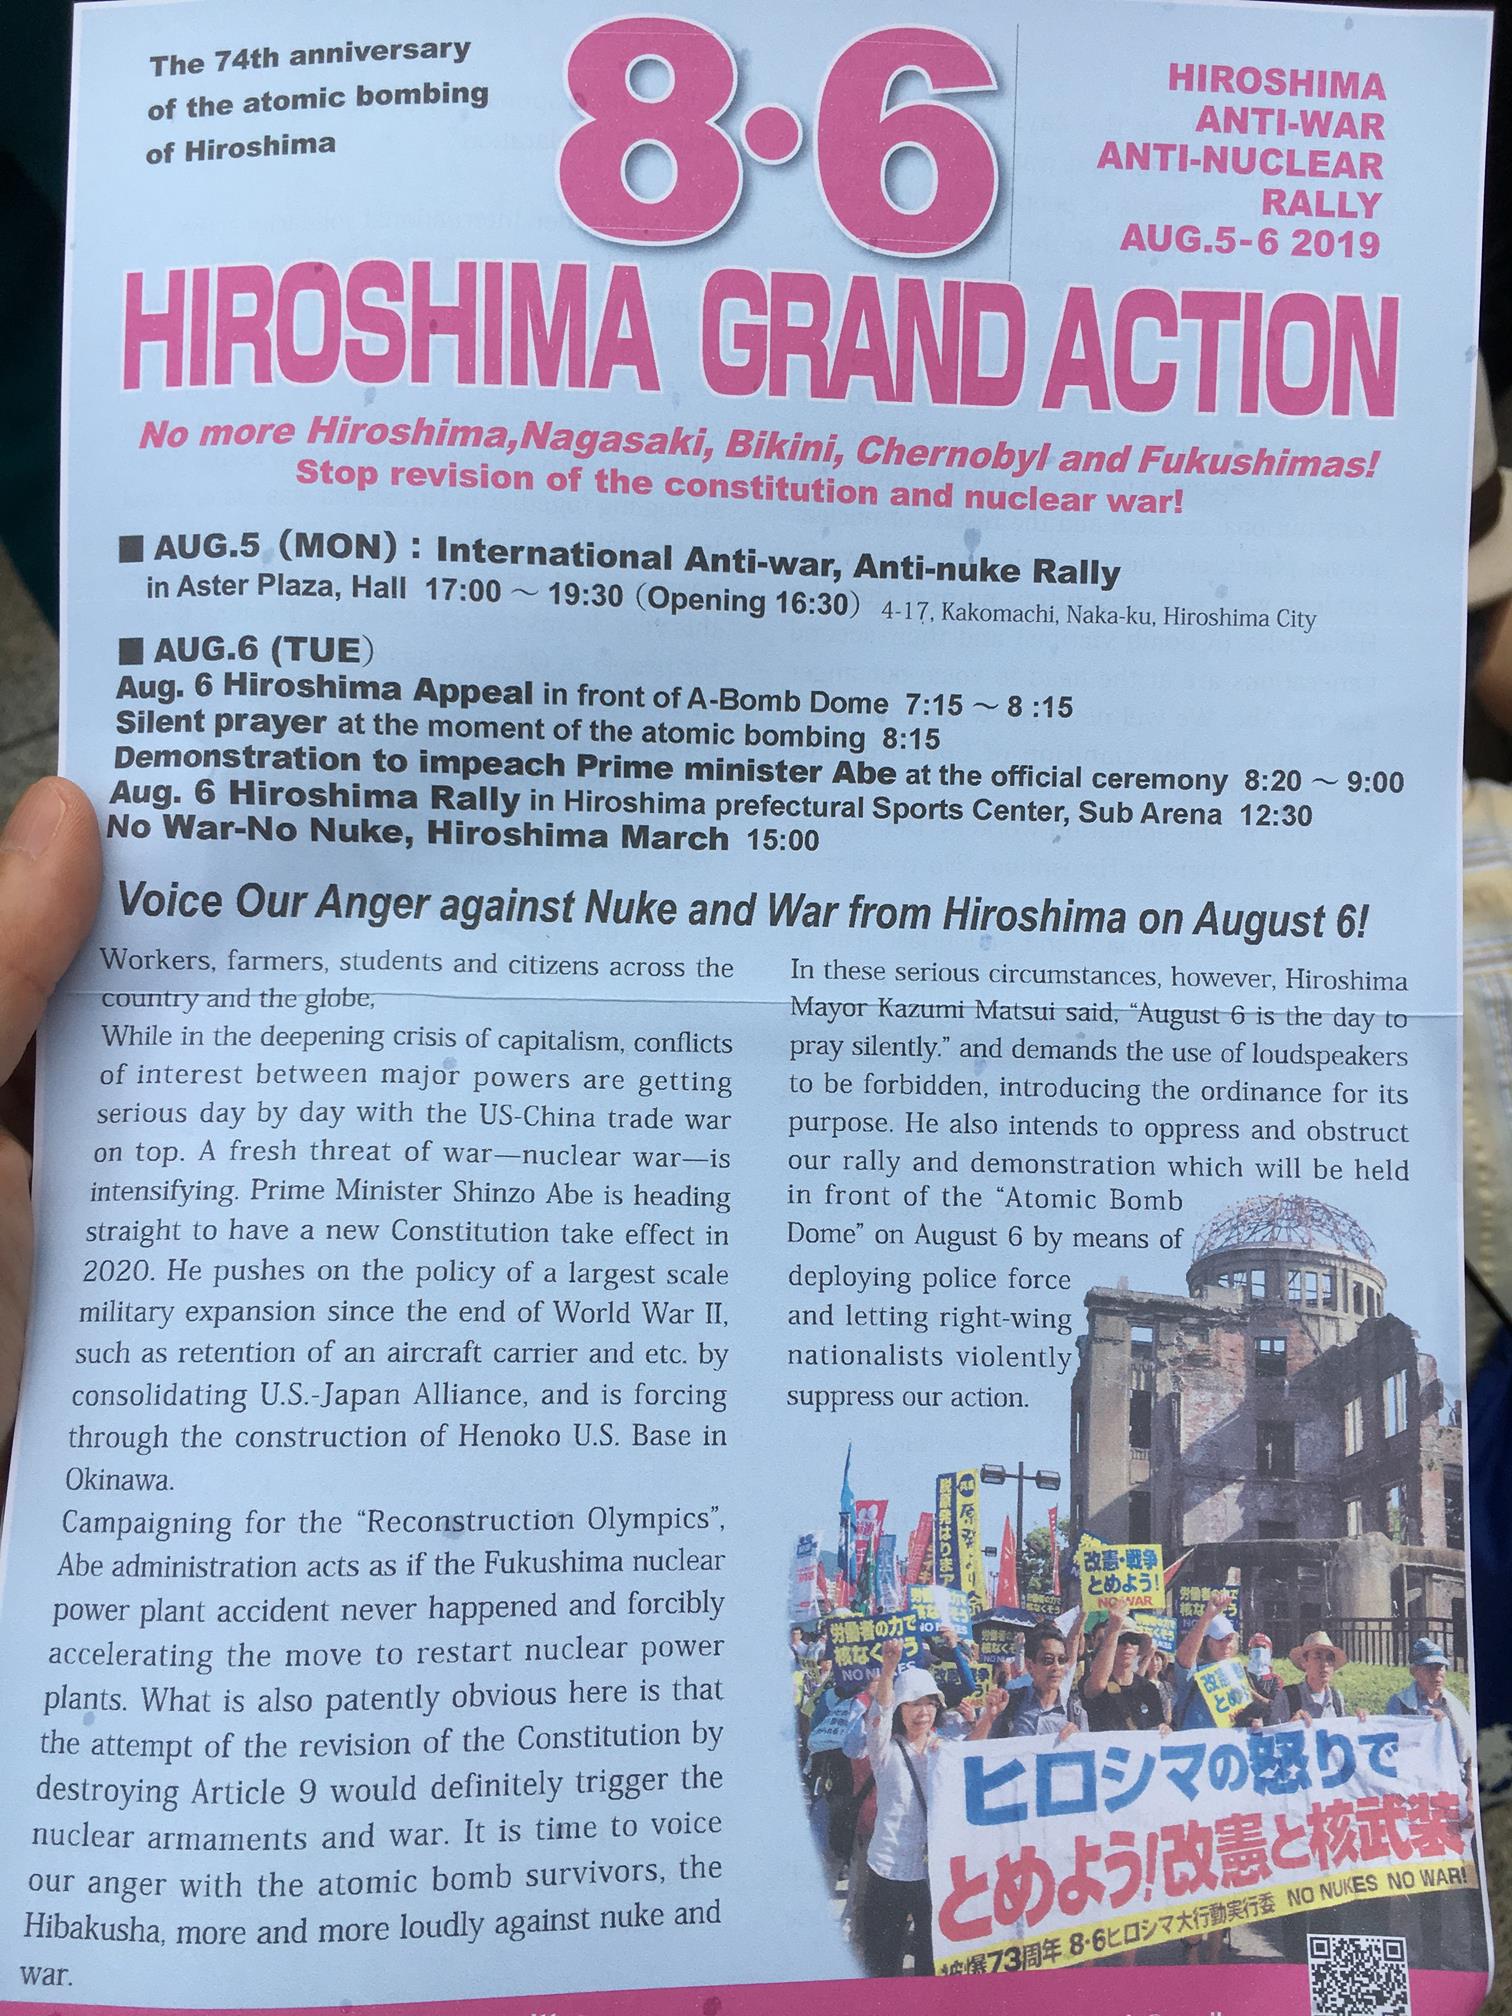 The 74th anniversary
of the atomic bombing
of Hiroshima
8・6
HIROSHIMA
ANTI-WAR
ANTI-NUCLEAR
RALLY
AUG.5-6 2019
HIROSHIMA GRAND ACTION
No more Hiroshima,Nagasaki, Bikini, Chernobyl and Fukushimas!
Stop revision of the constitution and nuclear war!
■ AUG.5（MON）: International Anti-war, Anti-nuke Rally
in Aster Plaza, Hall 17:00 ～ 19:30（Opening 16:30） 4-17, Kakomachi, Naka-ku, Hiroshima City
■ AUG.6 (TUE）
Aug. 6 Hiroshima Appeal in front of A-Bomb Dome 7:15 ～ 8 :15
Silent prayer at the moment of the atomic bombing 8:15
Demonstration to impeach Prime minister Abe at the official ceremony 8:20 ～ 9:00
Aug. 6 Hiroshima Rally in Hiroshima prefectural Sports Center, Sub Arena 12:30
No War-No Nuke, Hiroshima March 15:00
Voice Our Anger against Nuke and War from Hiroshima on August 6!
Workers, farmers, students and citizens across the
country and the globe,
While in the deepening crisis of capitalism, conflicts
of interest between major powers are getting
serious day by day with the US-China trade war
on top. A fresh threat of war—nuclear war—is
intensifying. Prime Minister Shinzo Abe is heading
straight to have a new Constitution take effect in
2020. He pushes on the policy of a largest scale
military expansion since the end of World War II,
such as retention of an aircraft carrier and etc. by
consolidating U.S.-Japan Alliance, and is forcing
through the construction of Henoko U.S. Base in
Okinawa.
Campaigning for the “Reconstruction Olympics”,
Abe administration acts as if the Fukushima nuclear
power plant accident never happened and forcibly
accelerating the move to restart nuclear power
plants. What is also patently obvious here is that
the attempt of the revision of the Constitution by
destroying Article 9 would definitely trigger the
nuclear armaments and war. It is time to voice
our anger with the atomic bomb survivors, the
Hibakusha, more and more loudly against nuke and
war.
In these serious circumstances, however, Hiroshima
Mayor Kazumi Matsui said, “August 6 is the day to
pray silently.” and demands the use of loudspeakers
to be forbidden, introducing the ordinance for its
purpose. He also intends to oppress and obstruct
our rally and demonstration which will be held
in front of the “Atomic Bomb
Dome” on August 6 by means of
deploying police force
and letting right-wing
nationalists violently
suppress our action.
改憲・戦争
とめよう!
NO WAR
労働者の力で
核なくそう
NO NUKES
ヒロシマの怒りで
とめよう!改憲と核武装
被爆73周年 8・6ヒロシマ大行動実行委 NO NUKES NO WAR!